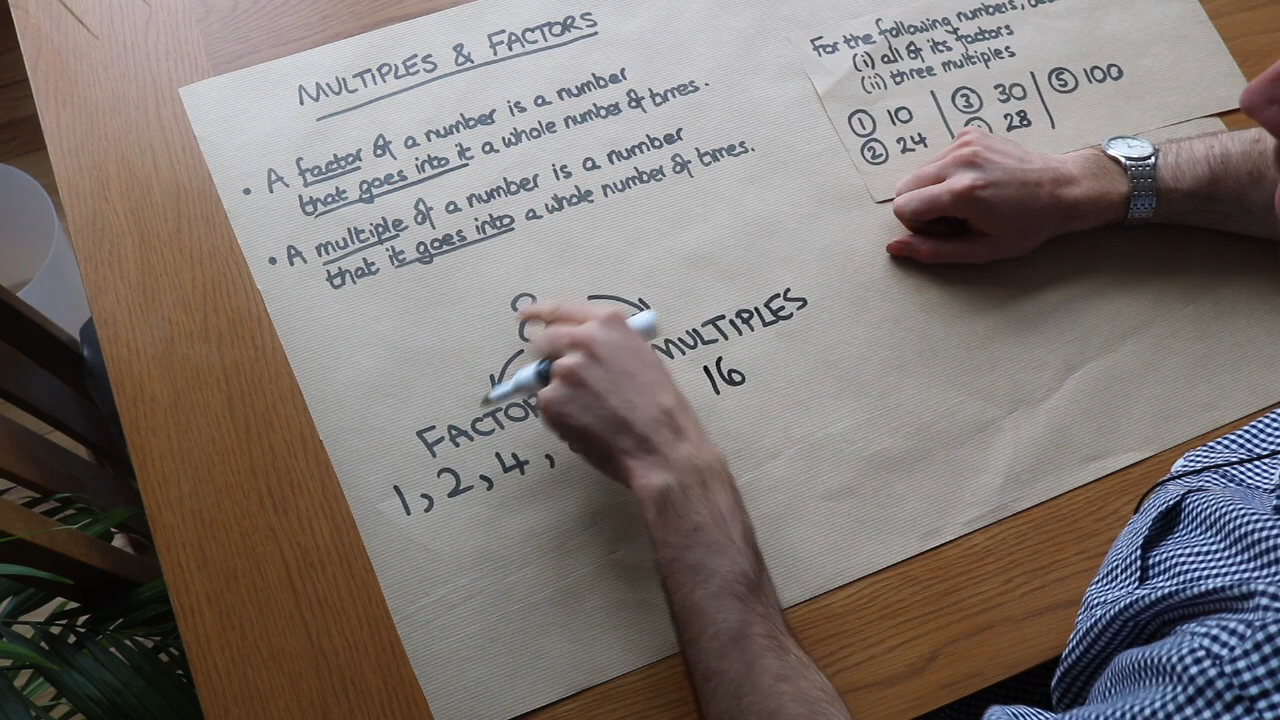 MULTIPLES & FACTORS
• A factor of a number is a number
that goes into it a whole number of times.
• A multiple of a number is a number
that it goes into a whole number of times.
8
MULTIPLES
16
FACTOR
1, 2, 4,
For the following numbers,
(i) all of its factors
(ii) three multiples
① 10
② 24
③ 30
28
⑤ 100